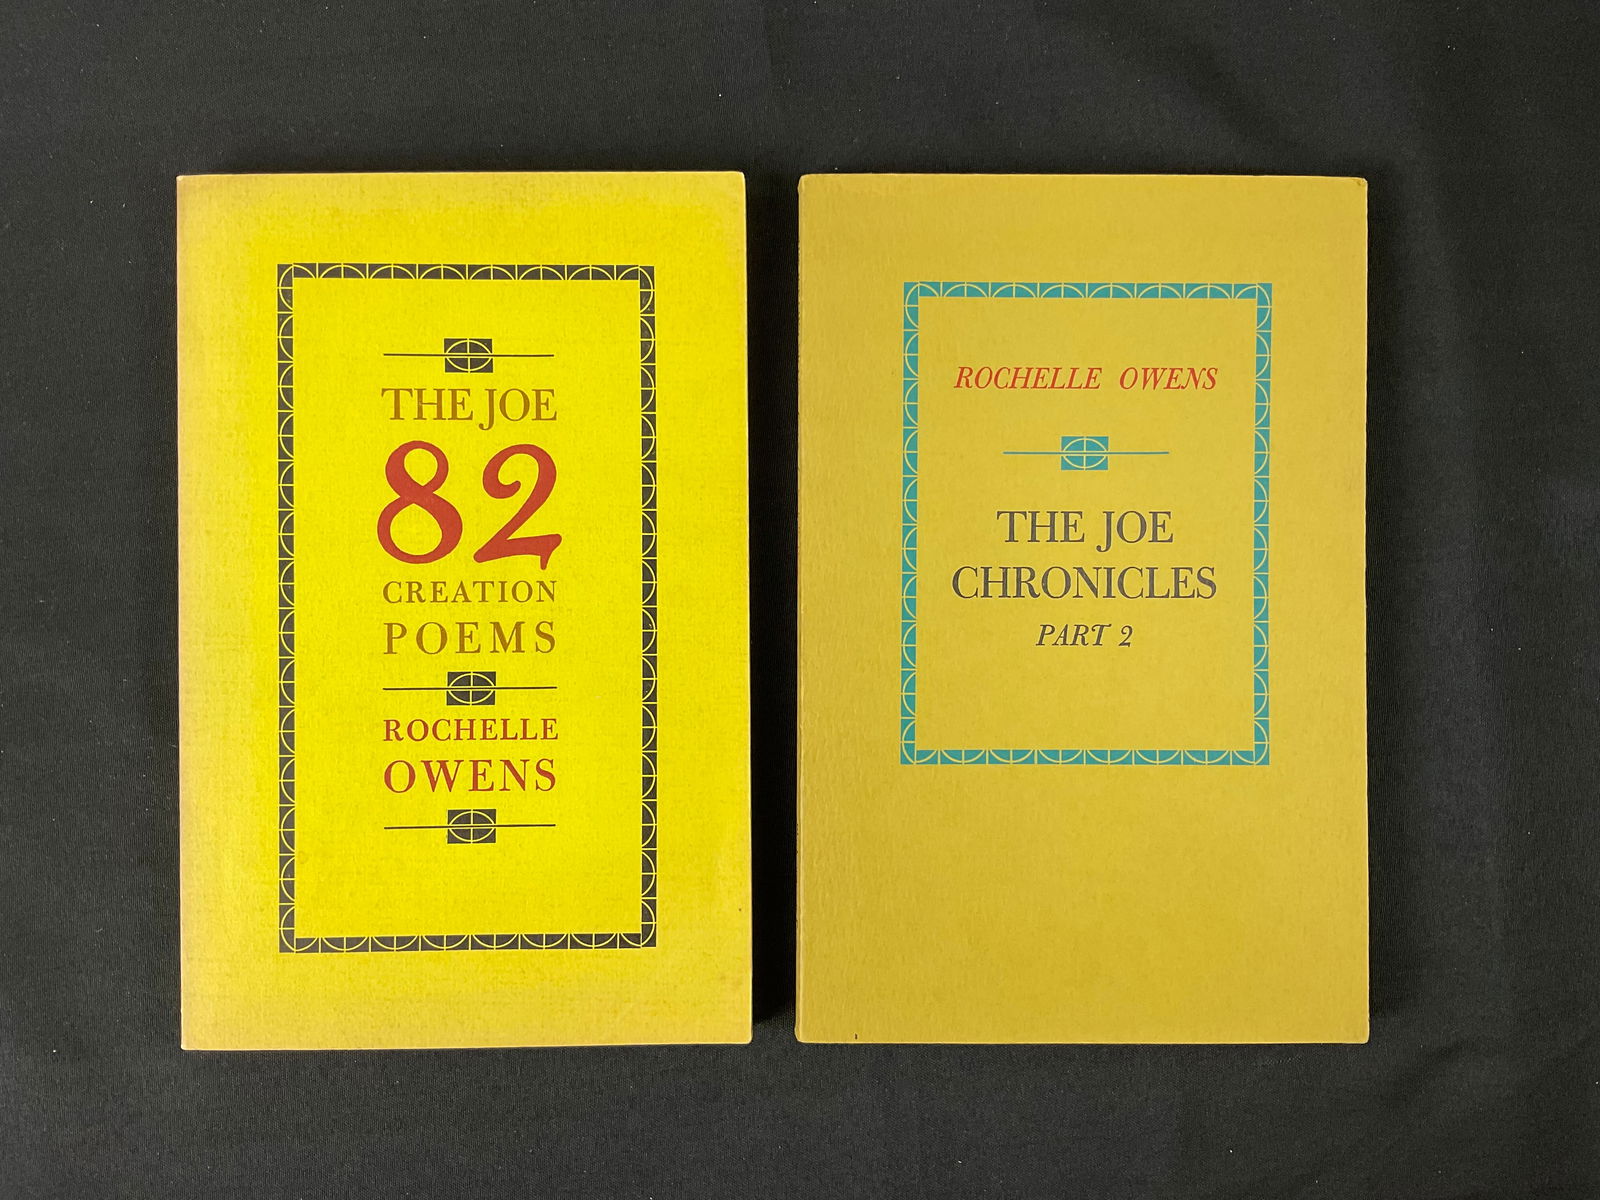 THE JOE
82
CREATION
POEMS
ROCHELLE
OWENS
ROCHELLE OWENS
THE JOE
CHRONICLES
PART 2